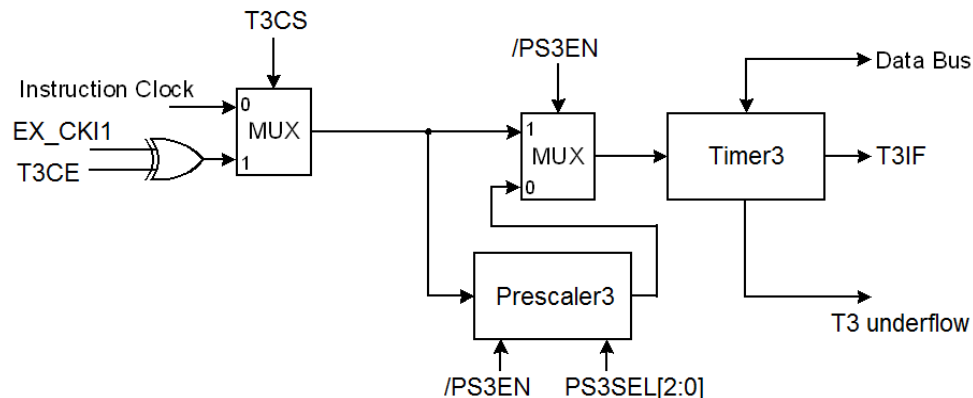 T3CS
/PS3EN
Instruction Clock
0
MUX
1
EX_CKI1
T3CE
1
MUX
0
Timer3
Data Bus
T3IF
T3 underflow
Prescaler3
/PS3EN
PS3SEL[2:0]